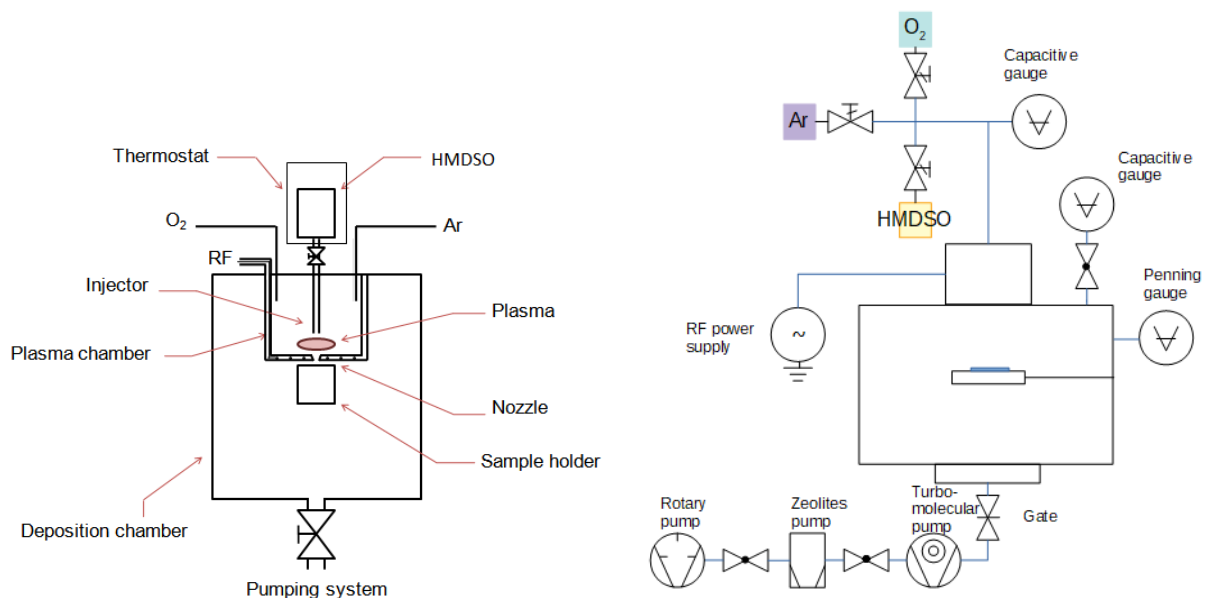 Thermostat
HMDSO
O₂
Ar
RF
Injector
Plasma
Plasma chamber
Nozzle
Sample holder
Deposition chamber
Pumping system
O₂
Capacitive
gauge
Ar
Capacitive
gauge
HMDSO
Penning
gauge
RF power
supply
~
Rotary
pump
Zeolites
pump
Turbo-
molecular
pump
Gate